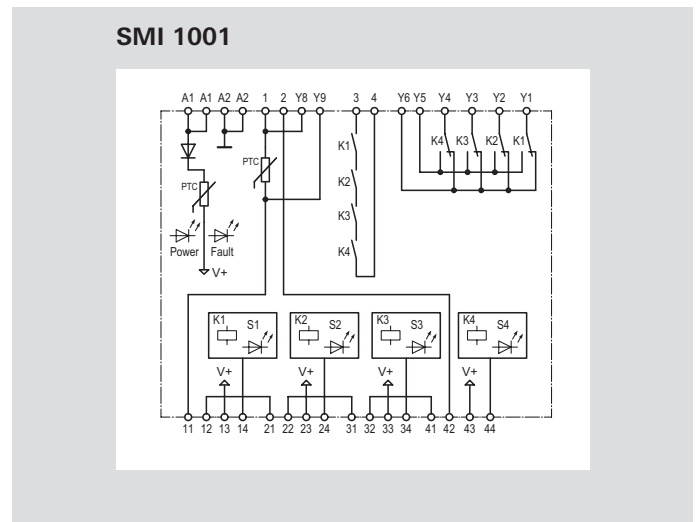 SMI 1001
A1 A1 A2 A2 1 2 Y8 Y9 3 4 Y6 Y5 Y4 Y3 Y2 Y1
K1 K4 K3 K2 K1
PTC
K2
PTC
K3
Power Fault K4
V+
K1 S1 K2 S2 K3 S3 K4 S4
V+ V+ V+ V+
11 12 13 14 21 22 23 24 31 32 33 34 41 42 43 44